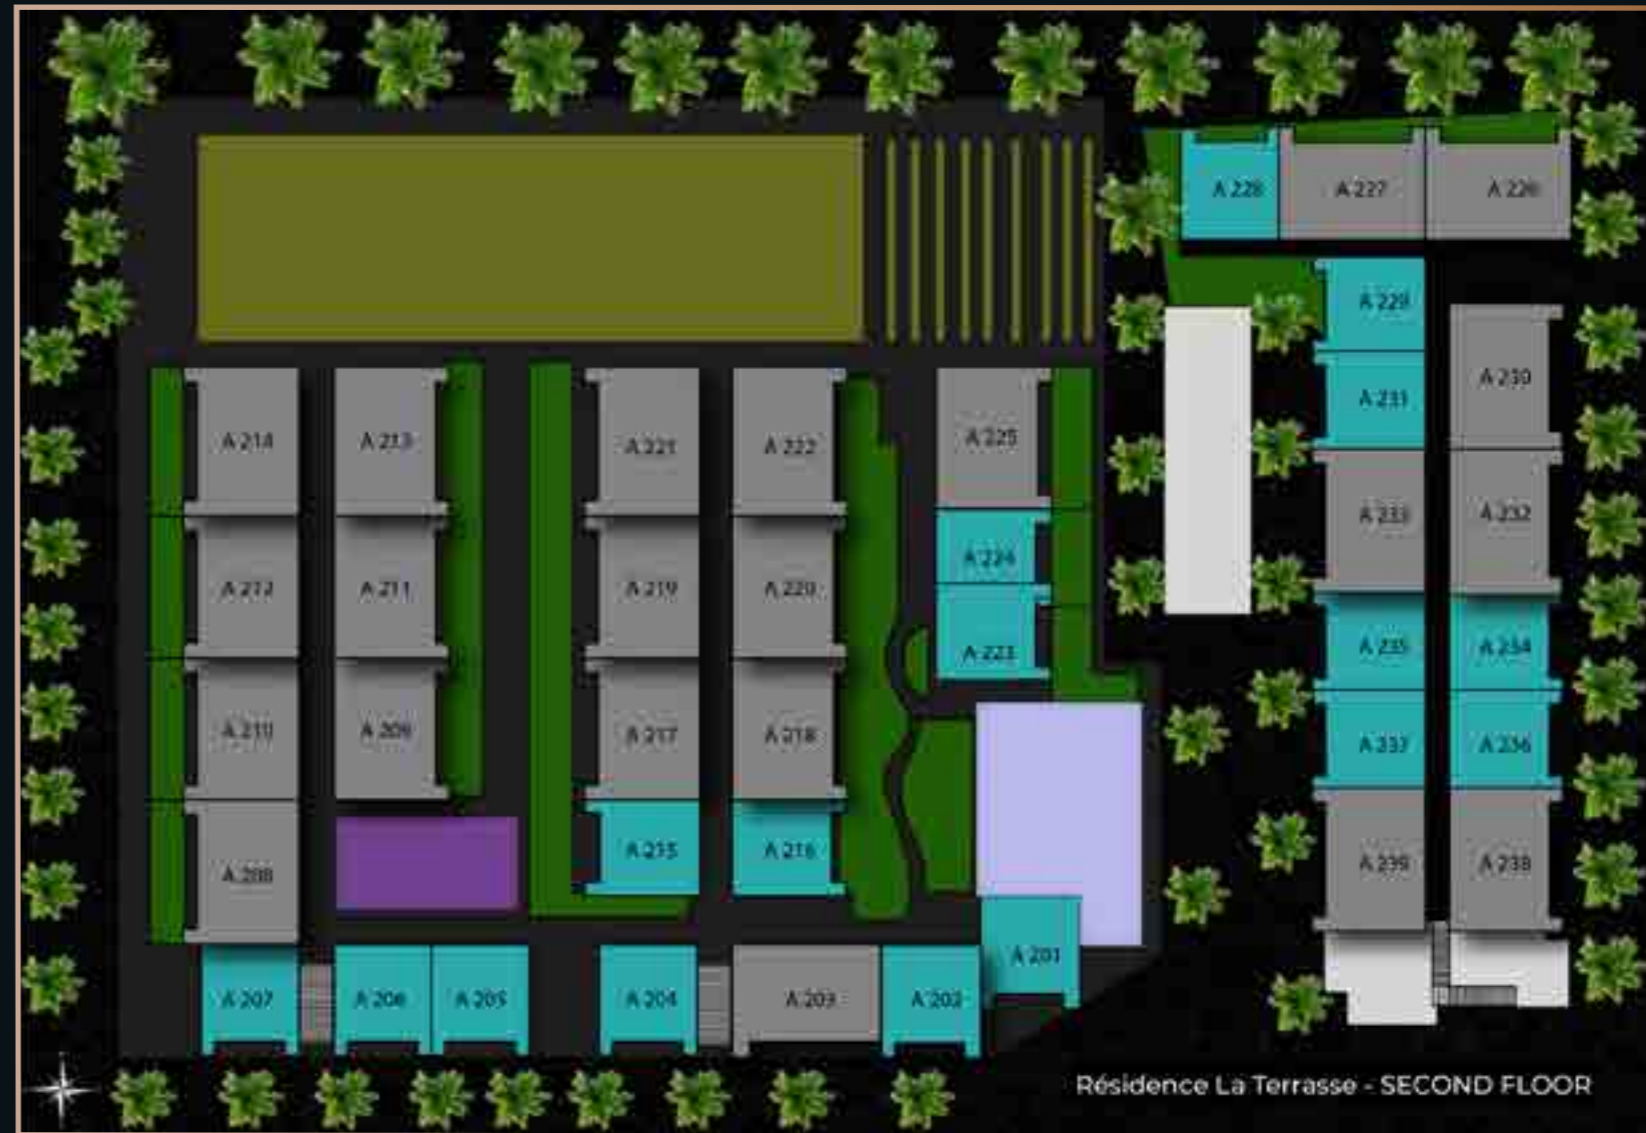 A 228 A 227 A 226
A 229
A 230
A 231
A 214 A 213 A 221 A 222 A 225
A 233 A 232
A 224
A 212 A 211 A 219 A 220
A 223
A 235 A 234
A 210 A 209 A 217 A 218
A 237 A 236
A 208 A 215 A 216
A 239 A 238
A 201
A 207 A 206 A 205 A 204 A 203 A 202
Résidence La Terrasse - SECOND FLOOR